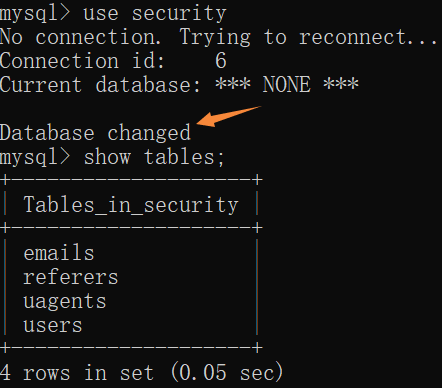 mysql> use security
No connection. Trying to reconnect...
Connection id:    6
Current database: *** NONE ***
Database changed
mysql> show tables;
+--------------------+
| Tables_in_security |
+--------------------+
| emails             |
| referers           |
| uagents            |
| users              |
+--------------------+
4 rows in set (0.05 sec)